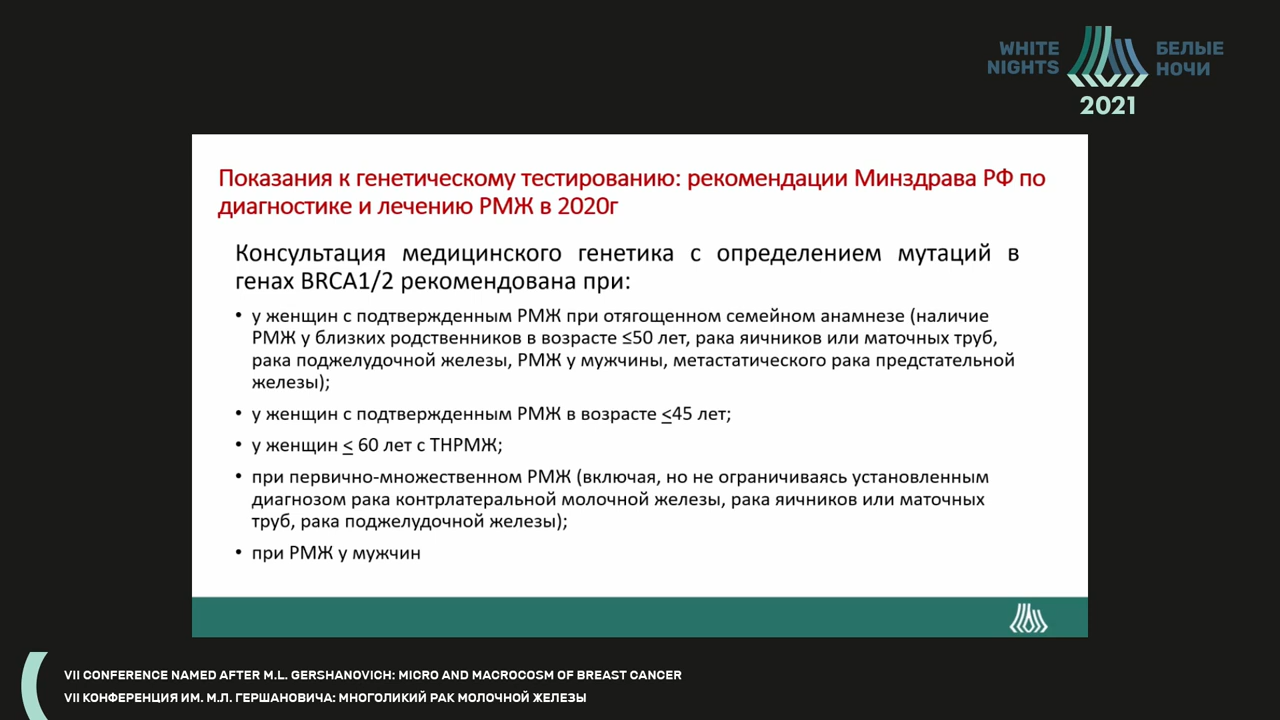 WHITE
NIGHTS
БЕЛЫЕ
НОЧИ
2021
Показания к генетическому тестированию: рекомендации Минздрава РФ по
диагностике и лечению РМЖ в 2020г
Консультация медицинского генетика с определением мутаций в
генах BRCA1/2 рекомендована при:
• у женщин с подтвержденным РМЖ при отягощенном семейном анамнезе (наличие
РМЖ у близких родственников в возрасте ≤50 лет, рака яичников или маточных труб,
рака поджелудочной железы, РМЖ у мужчины, метастатического рака предстательной
железы);
• у женщин с подтвержденным РМЖ в возрасте ≤45 лет;
• у женщин ≤ 60 лет с ТНРМЖ;
• при первично-множественном РМЖ (включая, но не ограничиваясь установленным
диагнозом рака контрлатеральной молочной железы, рака яичников или маточных
труб, рака поджелудочной железы);
• при РМЖ у мужчин
VII CONFERENCE NAMED AFTER M.L. GERSHANOVICH: MICRO AND MACROCOSM OF BREAST CANCER
VII КОНФЕРЕНЦИЯ ИМ. М.Л. ГЕРШАНОВИЧА: МНОГОЛИКИЙ РАК МОЛОЧНОЙ ЖЕЛЕЗЫ